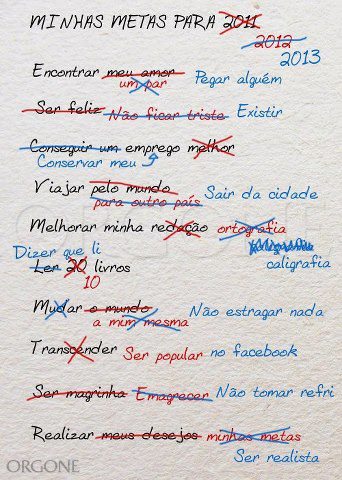 MINHAS METAS PARA 2011
2012
2013
Encontrar meu amor
um par
Pegar alguém
Ser feliz Não ficar triste Existir
Conseguir um emprego melhor
Conservar meu
Viajar pelo mundo
para outro país
Sair da cidade
Melhorar minha redação ortografia
caligrafia
Dizer que li
Ler 20 livros
10
Mudar o mundo
a mim mesma
Não estragar nada
Transcender Ser popular no facebook
Ser magrinha Emagrecer Não tomar refri
Realizar meus desejos minhas metas
Ser realista
ORGONE